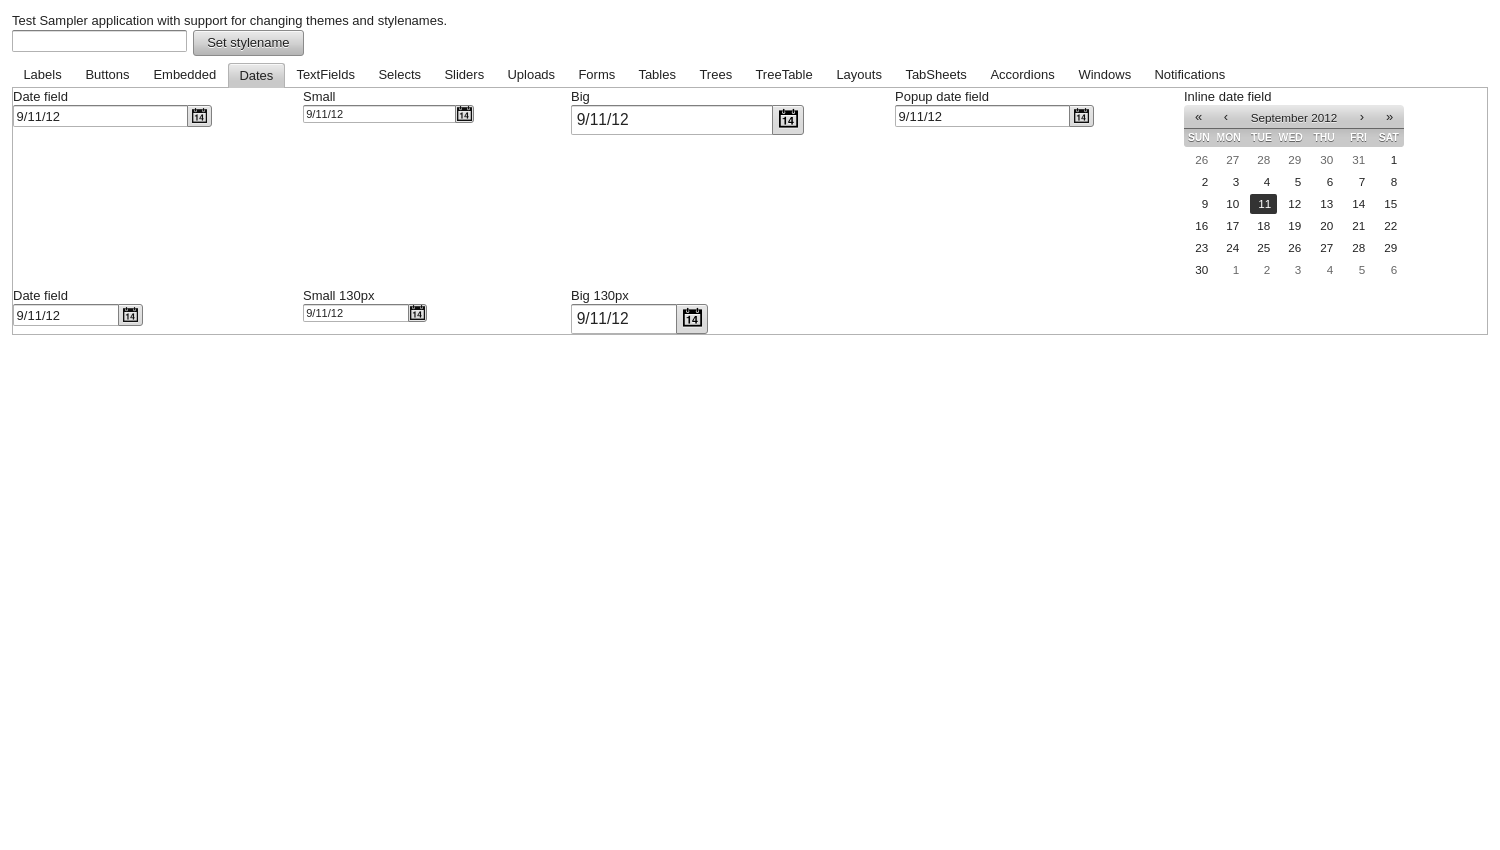 Test Sampler application with support for changing themes and stylenames.
Set stylename
Labels Buttons Embedded Dates TextFields Selects Sliders Uploads Forms Tables Trees TreeTable Layouts TabSheets Accordions Windows Notifications
Date field Small Big Popup date field Inline date field
9/11/12 14 9/11/12 14 9/11/12 14 9/11/12 14
« ‹ September 2012 › »
SUN MON TUE WED THU FRI SAT
26 27 28 29 30 31 1
2 3 4 5 6 7 8
9 10 11 12 13 14 15
16 17 18 19 20 21 22
23 24 25 26 27 28 29
30 1 2 3 4 5 6
Date field Small 130px Big 130px
9/11/12 14 9/11/12 14 9/11/12 14